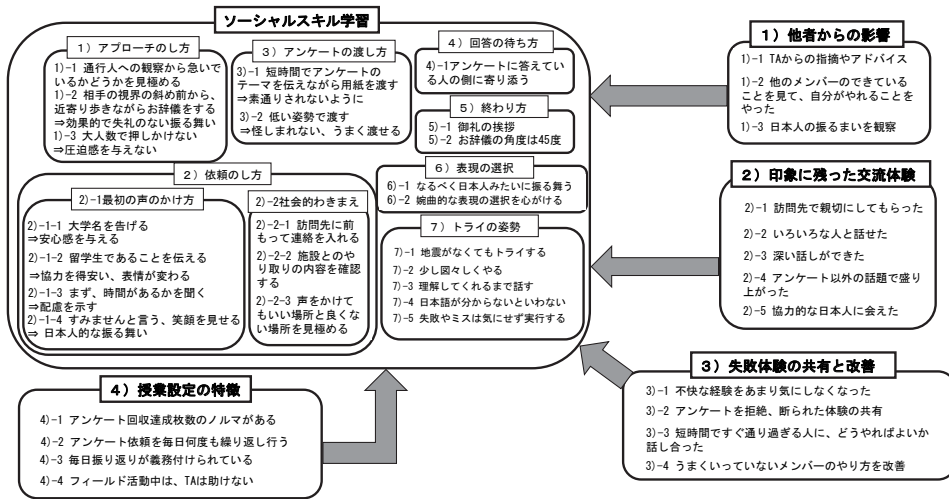 ソーシャルスキル学習
1）アプローチのし方
1)-1 通行人への観察から急いで
いるかどうかを見極める
1)-2 相手の視界の斜め前から、
近寄り歩きながらお辞儀をする
⇒効果的で失礼のない振る舞い
1)-3 大人数で押しかけない
⇒圧迫感を与えない
3）アンケートの渡し方
3)-1 短時間でアンケートの
テーマを伝えながら用紙を渡す
⇒素通りされないように
3)-2 低い姿勢で渡す
⇒怪しまれない、うまく渡せる
4）回答の待ち方
4)-1アンケートに答えてい
る人の側に寄り添う
5）終わり方
5)-1 御礼の挨拶
5)-2 お辞儀の角度は45度
6）表現の選択
6)-1 なるべく日本人みたいに振る舞う
6)-2 婉曲的な表現の選択を心がける
2）依頼のし方
2)-1最初の声のかけ方
2)-1-1 大学名を告げる
⇒安心感を与える
2)-1-2 留学生であることを伝える
⇒協力を得安い、表情が変わる
2)-1-3 まず、時間があるかを聞く
⇒配慮を示す
2)-1-4 すみませんと言う、笑顔を見せる
⇒ 日本人的な振る舞い
2)-2社会的わきまえ
2)-2-1 訪問先に前
もって連絡を入れる
2)-2-2 施設とのや
り取りの内容を確認
する
2)-2-3 声をかけて
もいい場所と良くな
い場所を見極める
7）トライの姿勢
7)-1 地震がなくてもトライする
7)-2 少し図々しくやる
7)-3 理解してくれるまで話す
7)-4 日本語が分からないといわない
7)-5 失敗やミスは気にせず実行する
1）他者からの影響
1)-1 TAからの指摘やアドバイス
1)-2 他のメンバーのできている
ことを見て、自分がやれることを
やった
1)-3 日本人の振るまいを観察
2）印象に残った交流体験
2)-1 訪問先で親切にしてもらった
2)-2 いろいろな人と話せた
2)-3 深い話しができた
2)-4 アンケート以外の話題で盛り
上がった
2)-5 協力的な日本人に会えた
3）失敗体験の共有と改善
3)-1 不快な経験をあまり気にしなくなった
3)-2 アンケートを拒絶、断られた体験の共有
3)-3 短時間ですぐ通り過ぎる人に、どうやればよいか
話し合った
3)-4 うまくいっていないメンバーのやり方を改善
4）授業設定の特徴
4)-1 アンケート回収達成枚数のノルマがある
4)-2 アンケート依頼を毎日何度も繰り返し行う
4)-3 毎日振り返りが義務付けられている
4)-4 フィールド活動中は、TAは助けない